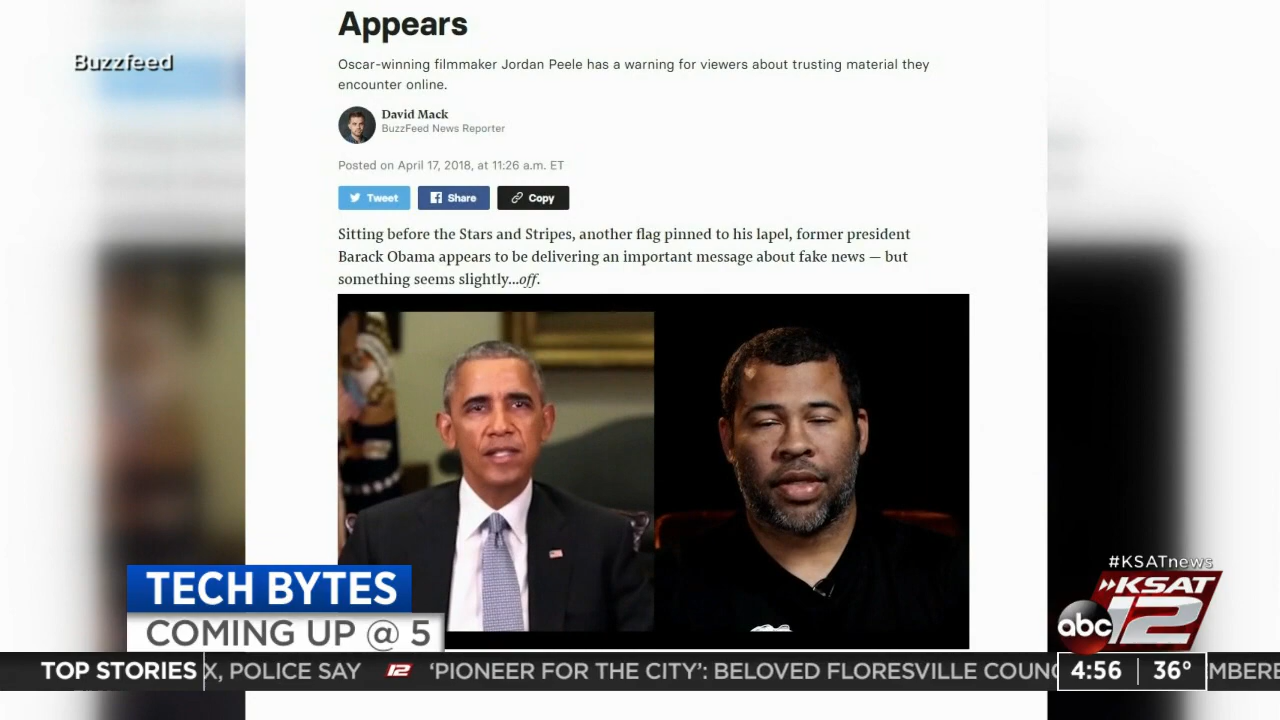 Appears
Buzzfeed
Oscar-winning filmmaker Jordan Peele has a warning for viewers about trusting material they
encounter online.
David Mack
BuzzFeed News Reporter
Posted on April 17, 2018, at 11:26 a.m. ET
Tweet
Share
Copy
Sitting before the Stars and Stripes, another flag pinned to his lapel, former president
Barack Obama appears to be delivering an important message about fake news — but
something seems slightly...off.
#KSATnews
TECH BYTES
KSAT
abc 12
COMING UP @ 5
TOP STORIES
X, POLICE SAY 12 ‘PIONEER FOR THE CITY’: BELOVED FLORESVILLE COUNC
4:56 36°
MBERE